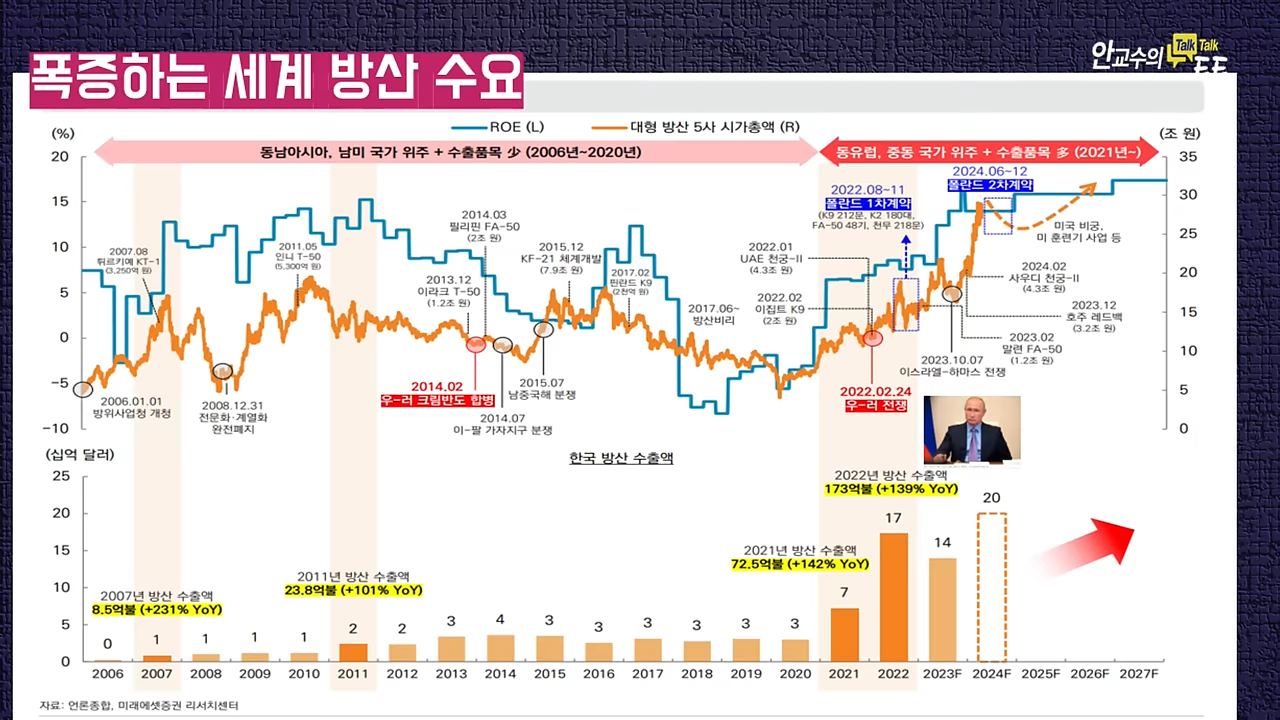 폭증하는 세계 방산 수요
안교수의 Talk Talk 톡톡
(%)
ROE (L)
대형 방산 5사 시가총액 (R)
(조 원)
동남아시아, 남미 국가 위주 + 수출품목 少 (2006년~2020년)
동유럽, 중동 국가 위주 + 수출품목 多 (2021년~)
20
15
10
5
0
-5
-10
35
30
25
20
15
10
5
0
2007.08
튀르키예 KT-1
(3,250억 원)
2011.05
인니 T-50
(5,300억 원)
2014.03
필리핀 FA-50
(2조 원)
2013.12
이라크 T-50
(1.2조 원)
2015.12
KF-21 체계개발
(7.9조 원)
2017.02
핀란드 K9
(2천억 원)
2017.06~
방산비리
2022.01
UAE 천궁-II
(4.3조 원)
2022.02
이집트 K9
(2조 원)
2022.08~11
폴란드 1차계약
(K9 212문, K2 180대,
FA-50 48기, 천무 218문)
2024.06~12
폴란드 2차계약
미국 비궁,
미 훈련기 사업 등
2024.02
사우디 천궁-II
(4.3조 원)
2023.12
호주 레드백
(3.2조 원)
2023.02
말련 FA-50
(1.2조 원)
2023.10.07
이스라엘-하마스 전쟁
2022.02.24
우-러 전쟁
2006.01.01
방위사업청 개청
2008.12.31
전문화·계열화
완전폐지
2014.02
우-러 크림반도 합병
2014.07
이-팔 가자지구 분쟁
2015.07
남중국해 분쟁
(십억 달러)
한국 방산 수출액
25
20
15
10
5
0
2007년 방산 수출액
8.5억불 (+231% YoY)
2011년 방산 수출액
23.8억불 (+101% YoY)
2021년 방산 수출액
72.5억불 (+142% YoY)
2022년 방산 수출액
173억불 (+139% YoY)
0 1 1 1 1 2 2 3 4 3 3 3 3 3 3 7 17 14 20
2006 2007 2008 2009 2010 2011 2012 2013 2014 2015 2016 2017 2018 2019 2020 2021 2022 2023F 2024F 2025F 2026F 2027F
자료: 언론종합, 미래에셋증권 리서치센터